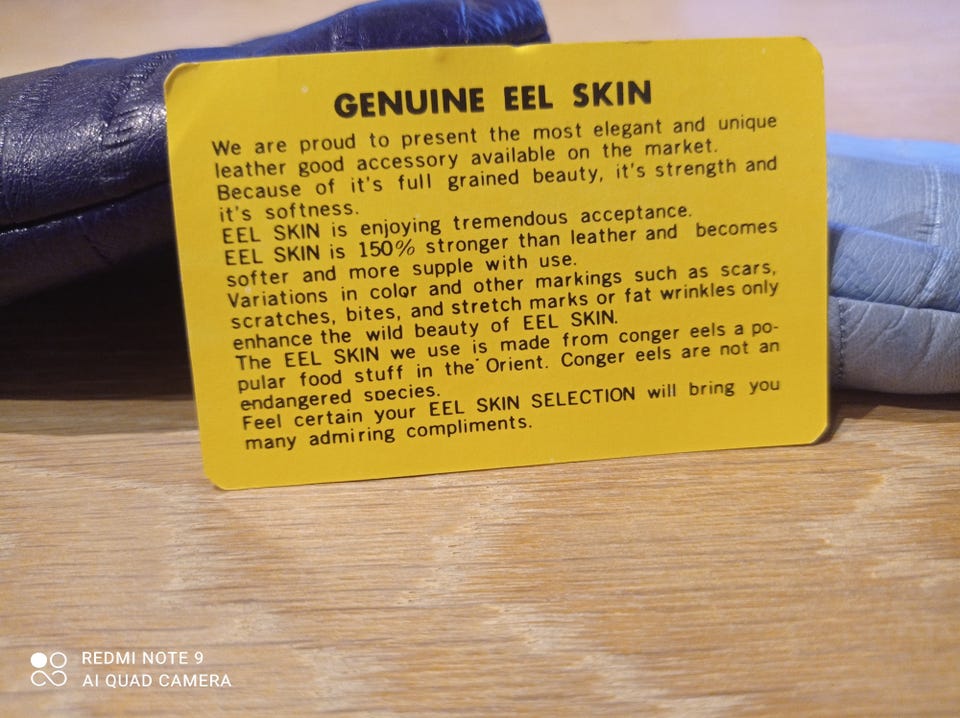 GENUINE EEL SKIN
We are proud to present the most elegant and unique
leather good accessory available on the market.
Because of it's full grained beauty, it's strength and
it's softness.
EEL SKIN is enjoying tremendous acceptance.
EEL SKIN is 150% stronger than leather and becomes
softer and more supple with use.
Variations in color and other markings such as scars,
scratches, bites, and stretch marks or fat wrinkles only
enhance the wild beauty of EEL SKIN.
The EEL SKIN we use is made from conger eels a po-
pular food stuff in the Orient. Conger eels are not an
endangered species.
Feel certain your EEL SKIN SELECTION will bring you
many admiring compliments.
REDMI NOTE 9
AI QUAD CAMERA